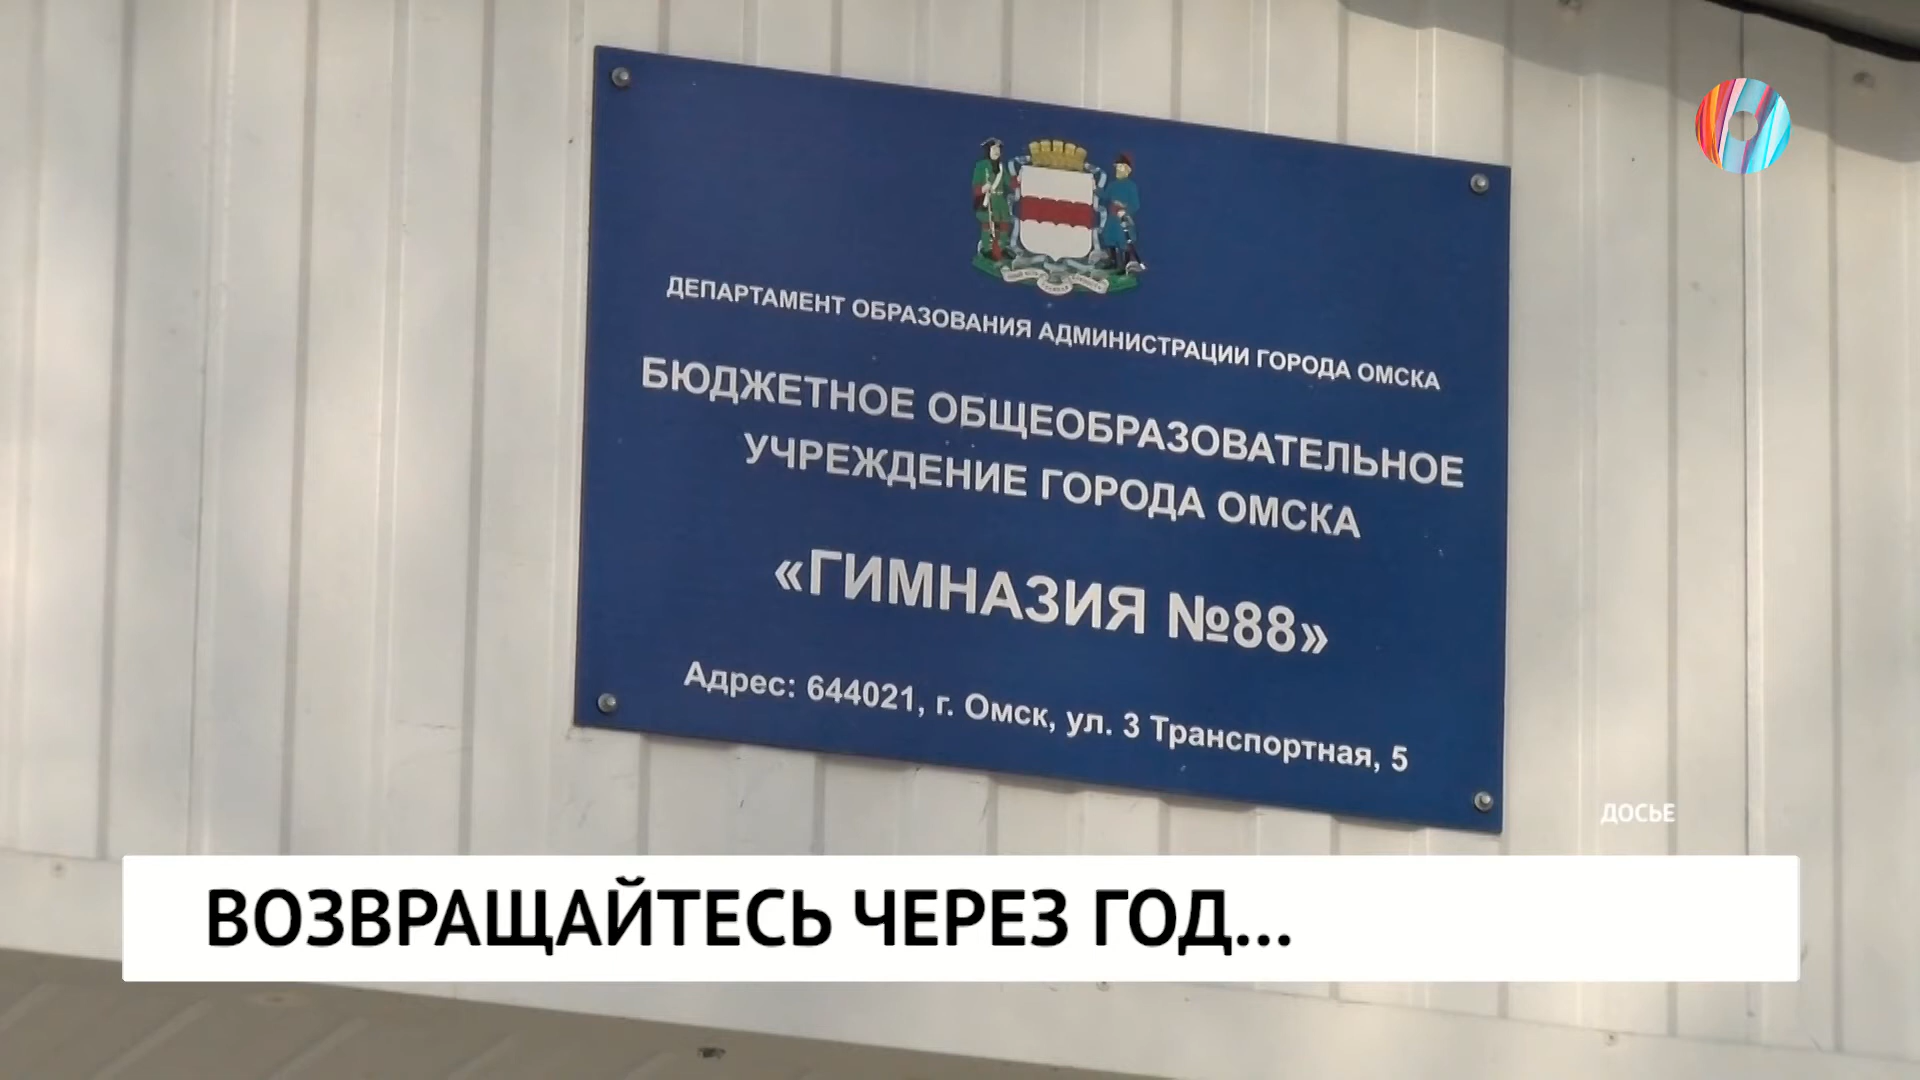 ДЕПАРТАМЕНТ ОБРАЗОВАНИЯ АДМИНИСТРАЦИИ ГОРОДА ОМСКА
БЮДЖЕТНОЕ ОБЩЕОБРАЗОВАТЕЛЬНОЕ
УЧРЕЖДЕНИЕ ГОРОДА ОМСКА
«ГИМНАЗИЯ №88»
Адрес: 644021, г. Омск, ул. 3 Транспортная, 5
ДОСЬЕ
ВОЗВРАЩАЙТЕСЬ ЧЕРЕЗ ГОД...